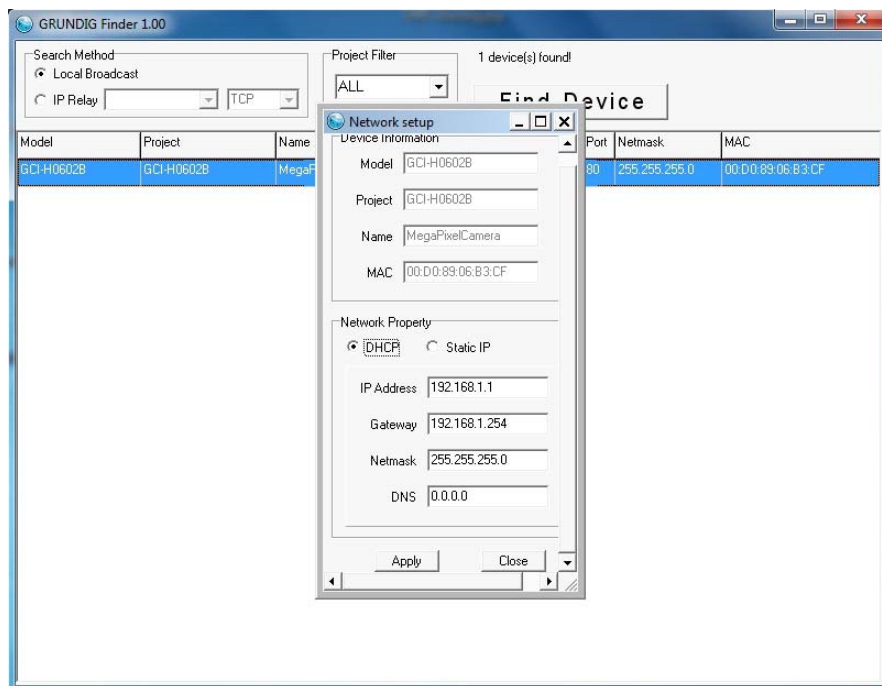 GRUNDIG Finder 1.00
Search Method
Local Broadcast
IP Relay
TCP
Project Filter
ALL
1 device(s) found!
Find Device
Model Project Name Port Netmask MAC
GCI-H0602B GCI-H0602B 80 255.255.255.0 00:D0:89:06:B3:CF
Network setup
Device Information
Model GCI-H0602B
Project GCI-H0602B
Name MegaPixelCamera
MAC 00:D0:89:06:B3:CF
Network Property
DHCP Static IP
IP Address 192.168.1.1
Gateway 192.168.1.254
Netmask 255.255.255.0
DNS 0.0.0.0
Apply Close